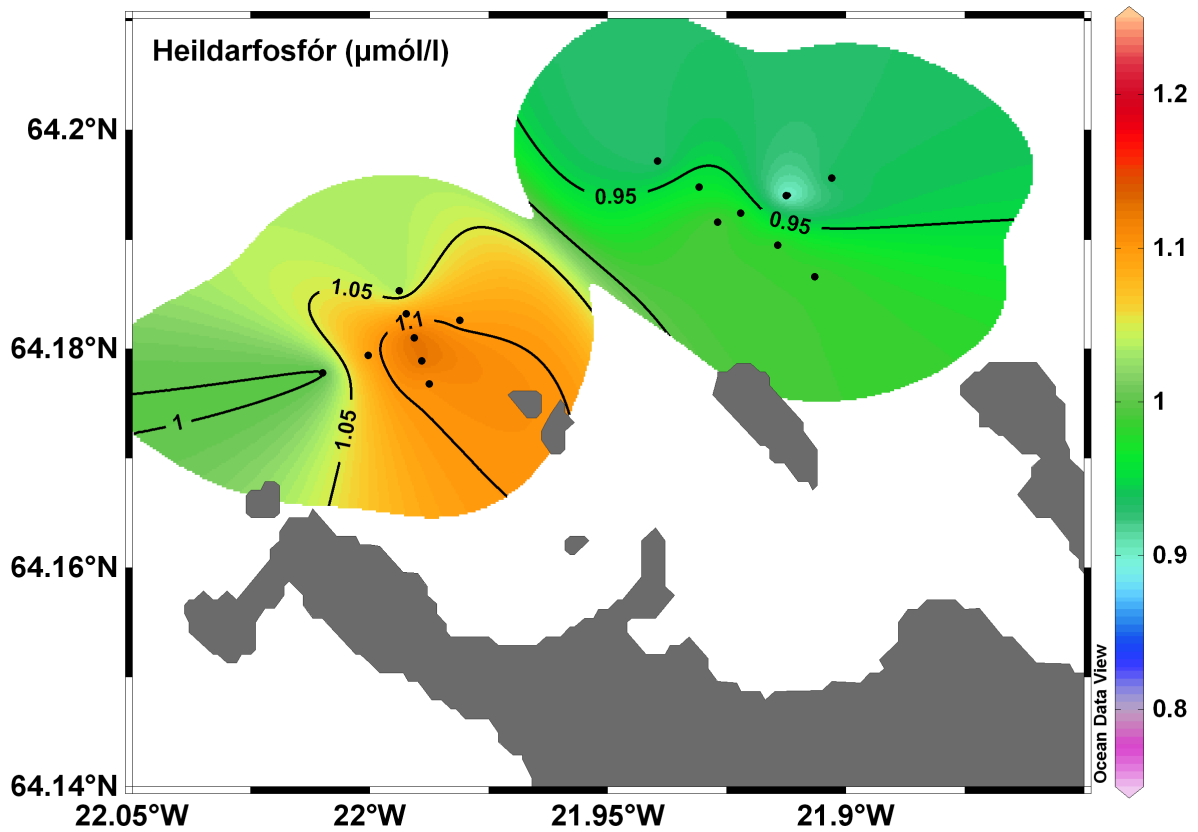 Heildarfosfór (µmól/l)
64.2°N
64.18°N
64.16°N
64.14°N
22.05°W
22°W
21.95°W
21.9°W
0.95
0.95
1.05
1.1
1
1.05
1.2
1.1
1
0.9
0.8
Ocean Data View